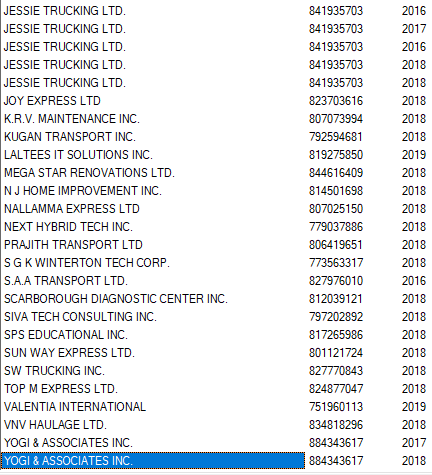 JESSIE TRUCKING LTD. 841935703 2016
JESSIE TRUCKING LTD. 841935703 2017
JESSIE TRUCKING LTD. 841935703 2016
JESSIE TRUCKING LTD. 841935703 2018
JESSIE TRUCKING LTD. 841935703 2018
JOY EXPRESS LTD 823703616 2018
K.R.V. MAINTENANCE INC. 807073994 2018
KUGAN TRANSPORT INC. 792594681 2018
LALTEES IT SOLUTIONS INC. 819275850 2019
MEGA STAR RENOVATIONS LTD. 844616409 2018
N J HOME IMPROVEMENT INC. 814501698 2018
NALLAMMA EXPRESS LTD 807025150 2018
NEXT HYBRID TECH INC. 779037886 2018
PRAJITH TRANSPORT LTD 806419651 2018
S G K WINTERTON TECH CORP. 773563317 2018
S.A.A TRANSPORT LTD. 827976010 2016
SCARBOROUGH DIAGNOSTIC CENTER INC. 812039121 2018
SIVA TECH CONSULTING INC. 797202892 2018
SPS EDUCATIONAL INC. 817265986 2018
SUN WAY EXPRESS LTD. 801121724 2018
SW TRUCKING INC. 827770843 2018
TOP M EXPRESS LTD. 824877047 2018
VALENTIA INTERNATIONAL 751960113 2019
VNV HAULAGE LTD. 834818296 2018
YOGI & ASSOCIATES INC. 884343617 2017
YOGI & ASSOCIATES INC. 884343617 2018